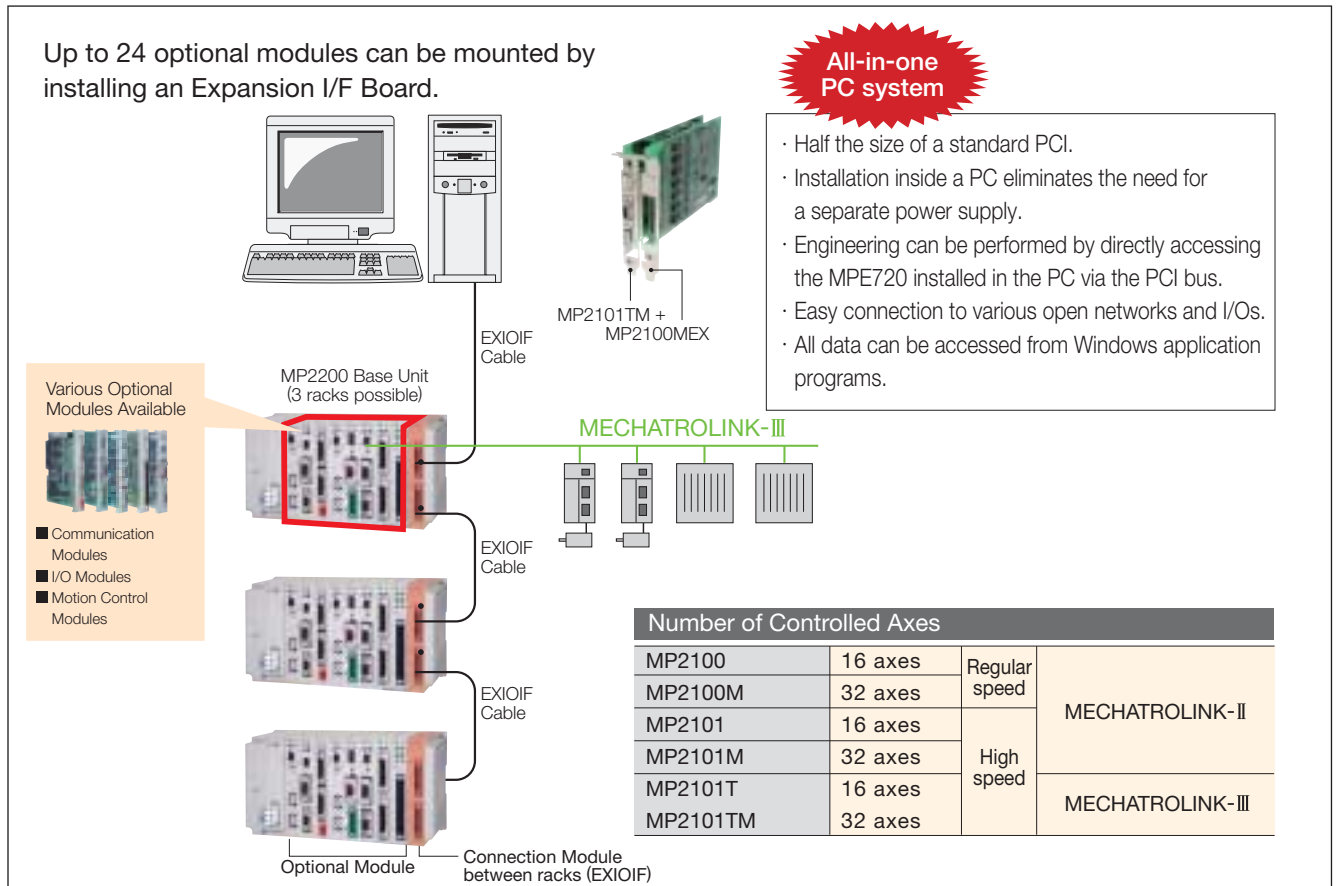 Up to 24 optional modules can be mounted by
installing an Expansion I/F Board.
All-in-one
PC system
· Half the size of a standard PCI.
· Installation inside a PC eliminates the need for
a separate power supply.
· Engineering can be performed by directly accessing
the MPE720 installed in the PC via the PCI bus.
· Easy connection to various open networks and I/Os.
· All data can be accessed from Windows application
programs.
MP2101TM +
MP2100MEX
EXIOIF
Cable
MP2200 Base Unit
(3 racks possible)
Various Optional
Modules Available
■ Communication
Modules
■ I/O Modules
■ Motion Control
Modules
MECHATROLINK-Ⅲ
EXIOIF
Cable
EXIOIF
Cable
Optional Module
Connection Module
between racks (EXIOIF)
Number of Controlled Axes
MP2100 16 axes Regular speed MECHATROLINK-Ⅱ
MP2100M 32 axes
MP2101 16 axes High speed
MP2101M 32 axes
MP2101T 16 axes MECHATROLINK-Ⅲ
MP2101TM 32 axes